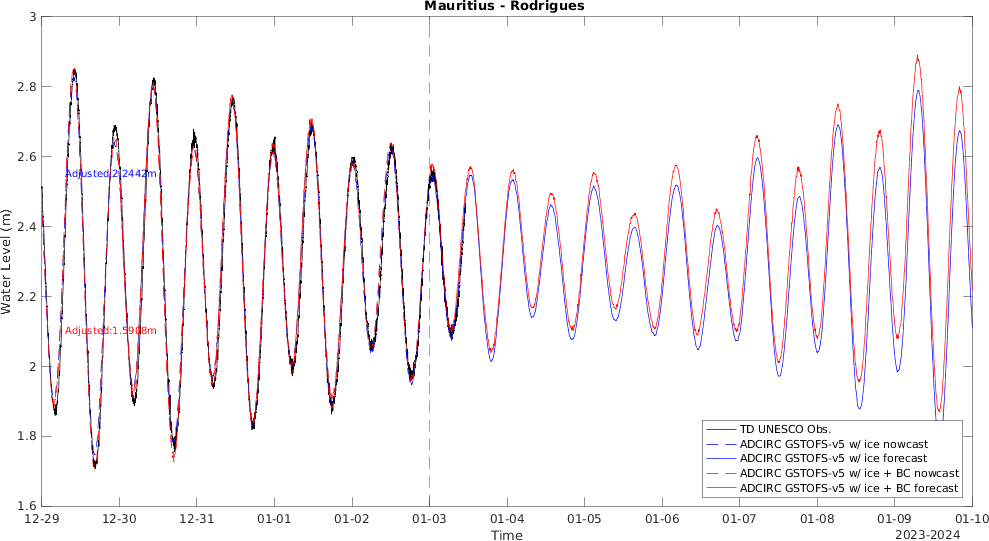 Mauritius - Rodrigues
3
2.8
2.6
2.4
2.2
2
1.8
1.6
Water Level (m)
Adjusted:2.2442m
Adjusted:1.5908m
TD UNESCO Obs.
ADCIRC GSTOFS-v5 w/ ice nowcast
ADCIRC GSTOFS-v5 w/ ice forecast
ADCIRC GSTOFS-v5 w/ ice + BC nowcast
ADCIRC GSTOFS-v5 w/ ice + BC forecast
12-29 12-30 12-31 01-01 01-02 01-03 01-04 01-05 01-06 01-07 01-08 01-09 01-10
Time
2023-2024